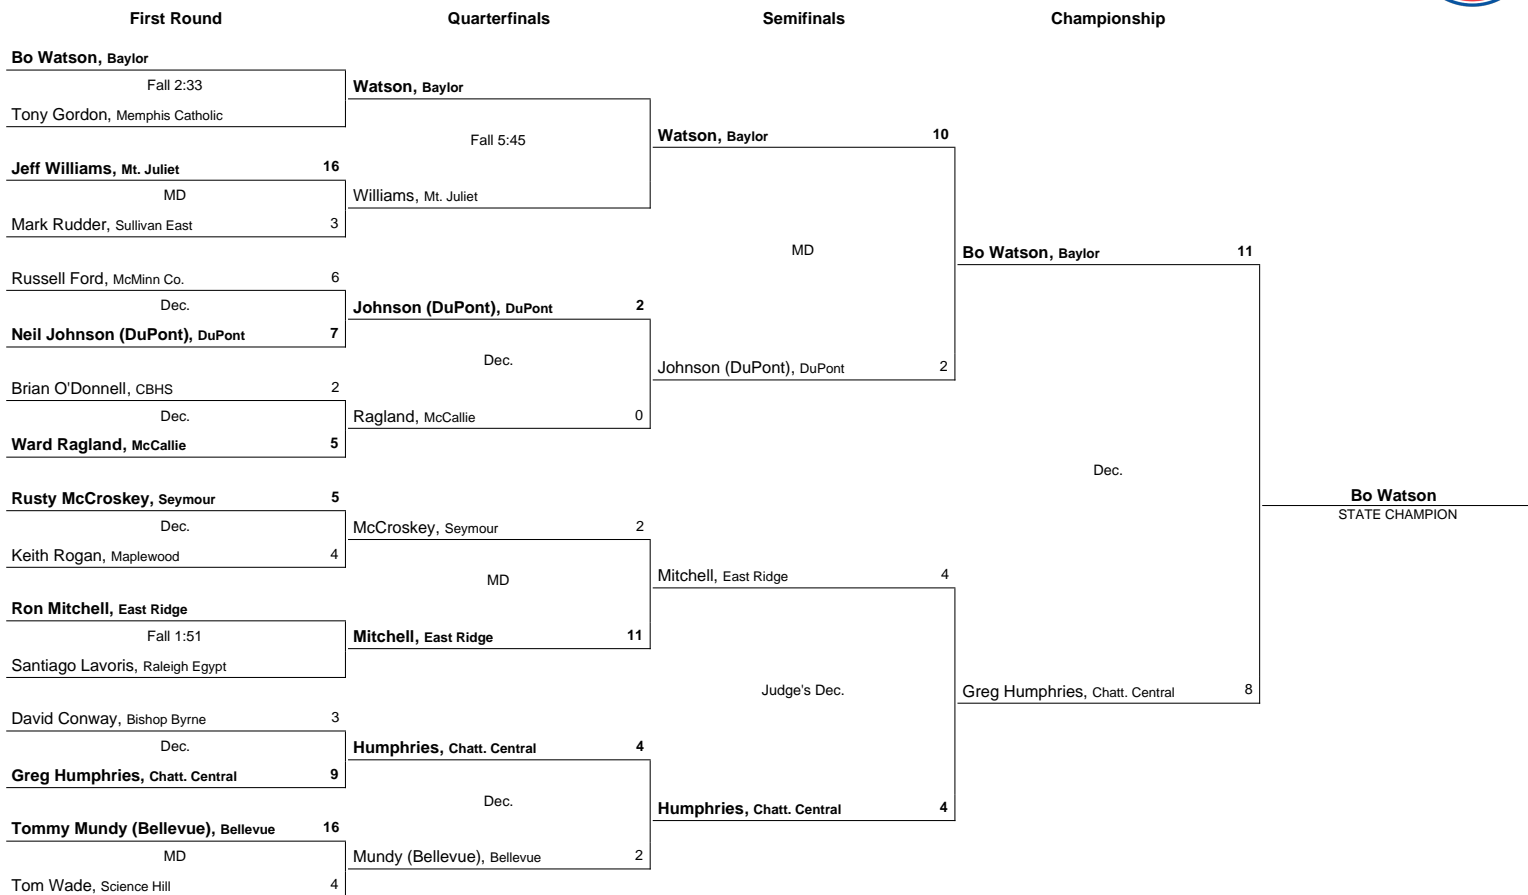 First Round
Quarterfinals
Semifinals
Championship
Bo Watson, Baylor
Fall 2:33
Tony Gordon, Memphis Catholic
Jeff Williams, Mt. Juliet 16
MD
Mark Rudder, Sullivan East 3
Russell Ford, McMinn Co. 6
Dec.
Neil Johnson (DuPont), DuPont 7
Brian O'Donnell, CBHS 2
Dec.
Ward Ragland, McCallie 5
Rusty McCroskey, Seymour 5
Dec.
Keith Rogan, Maplewood 4
Ron Mitchell, East Ridge
Fall 1:51
Santiago Lavoris, Raleigh Egypt
David Conway, Bishop Byrne 3
Dec.
Greg Humphries, Chatt. Central 9
Tommy Mundy (Bellevue), Bellevue 16
MD
Tom Wade, Science Hill 4
Watson, Baylor
Fall 5:45
Williams, Mt. Juliet
Johnson (DuPont), DuPont 2
Dec.
Ragland, McCallie 0
McCroskey, Seymour 2
MD
Mitchell, East Ridge 11
Humphries, Chatt. Central 4
Dec.
Mundy (Bellevue), Bellevue 2
Watson, Baylor 10
MD
Johnson (DuPont), DuPont 2
Mitchell, East Ridge 4
Judge's Dec.
Humphries, Chatt. Central 4
Bo Watson, Baylor 11
Dec.
Greg Humphries, Chatt. Central 8
Bo Watson
STATE CHAMPION